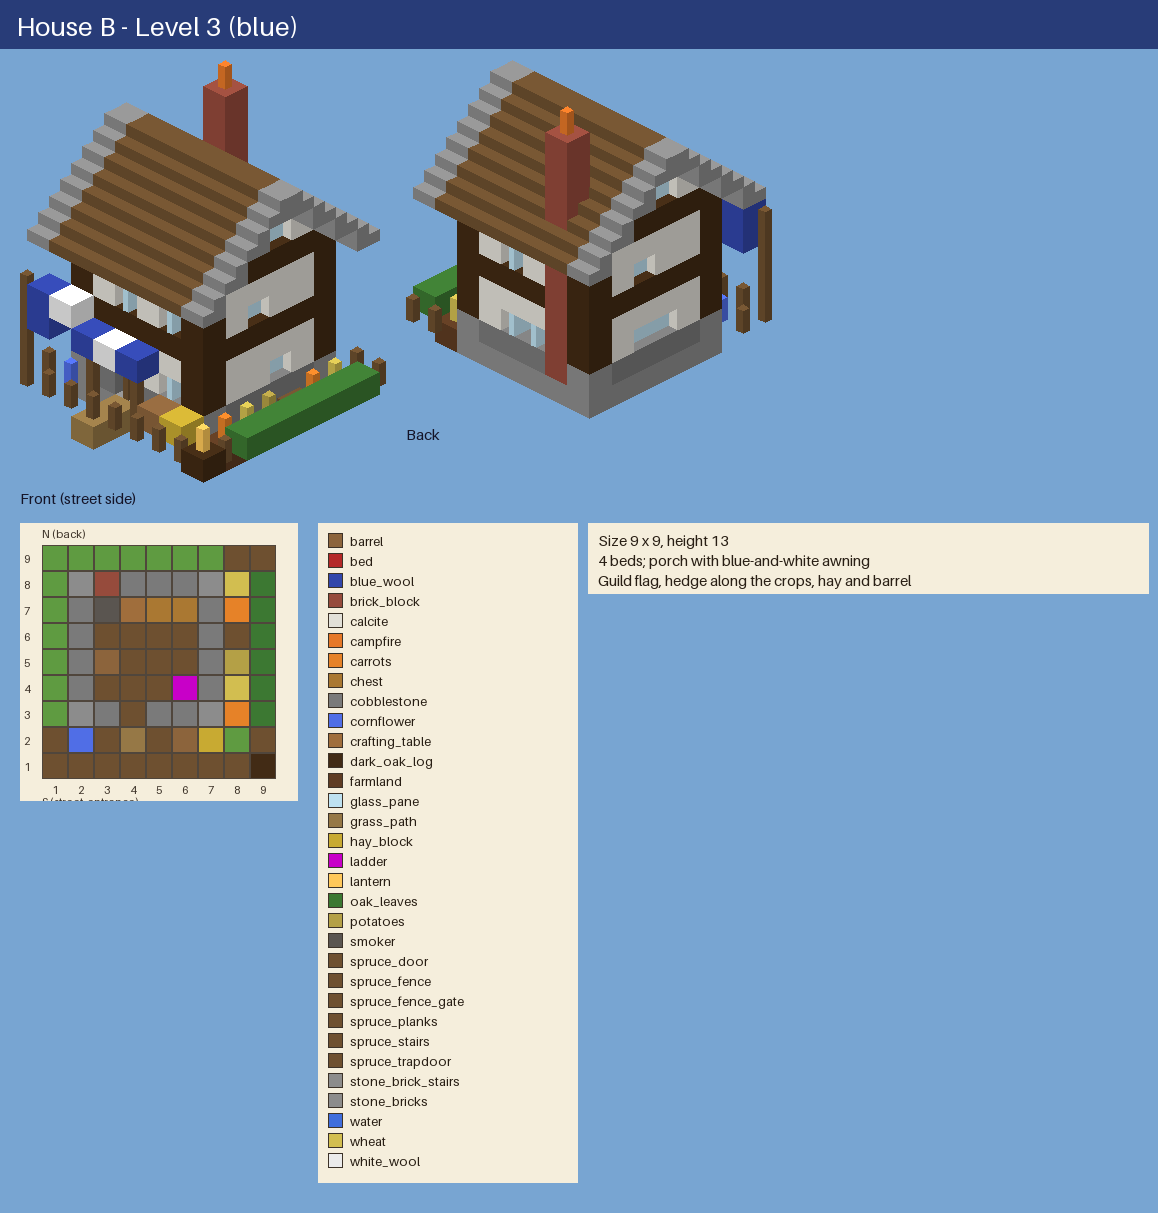 House B - Level 3 (blue)
Back
Front (street side)
N (back)
9
8
7
6
5
4
3
2
1
1 2 3 4 5 6 7 8 9
S (street entrance)
barrel
bed
blue_wool
brick_block
calcite
campfire
carrots
chest
cobblestone
cornflower
crafting_table
dark_oak_log
farmland
glass_pane
grass_path
hay_block
ladder
lantern
oak_leaves
potatoes
smoker
spruce_door
spruce_fence
spruce_fence_gate
spruce_planks
spruce_stairs
spruce_trapdoor
stone_brick_stairs
stone_bricks
water
wheat
white_wool
Size 9 x 9, height 13
4 beds; porch with blue-and-white awning
Guild flag, hedge along the crops, hay and barrel